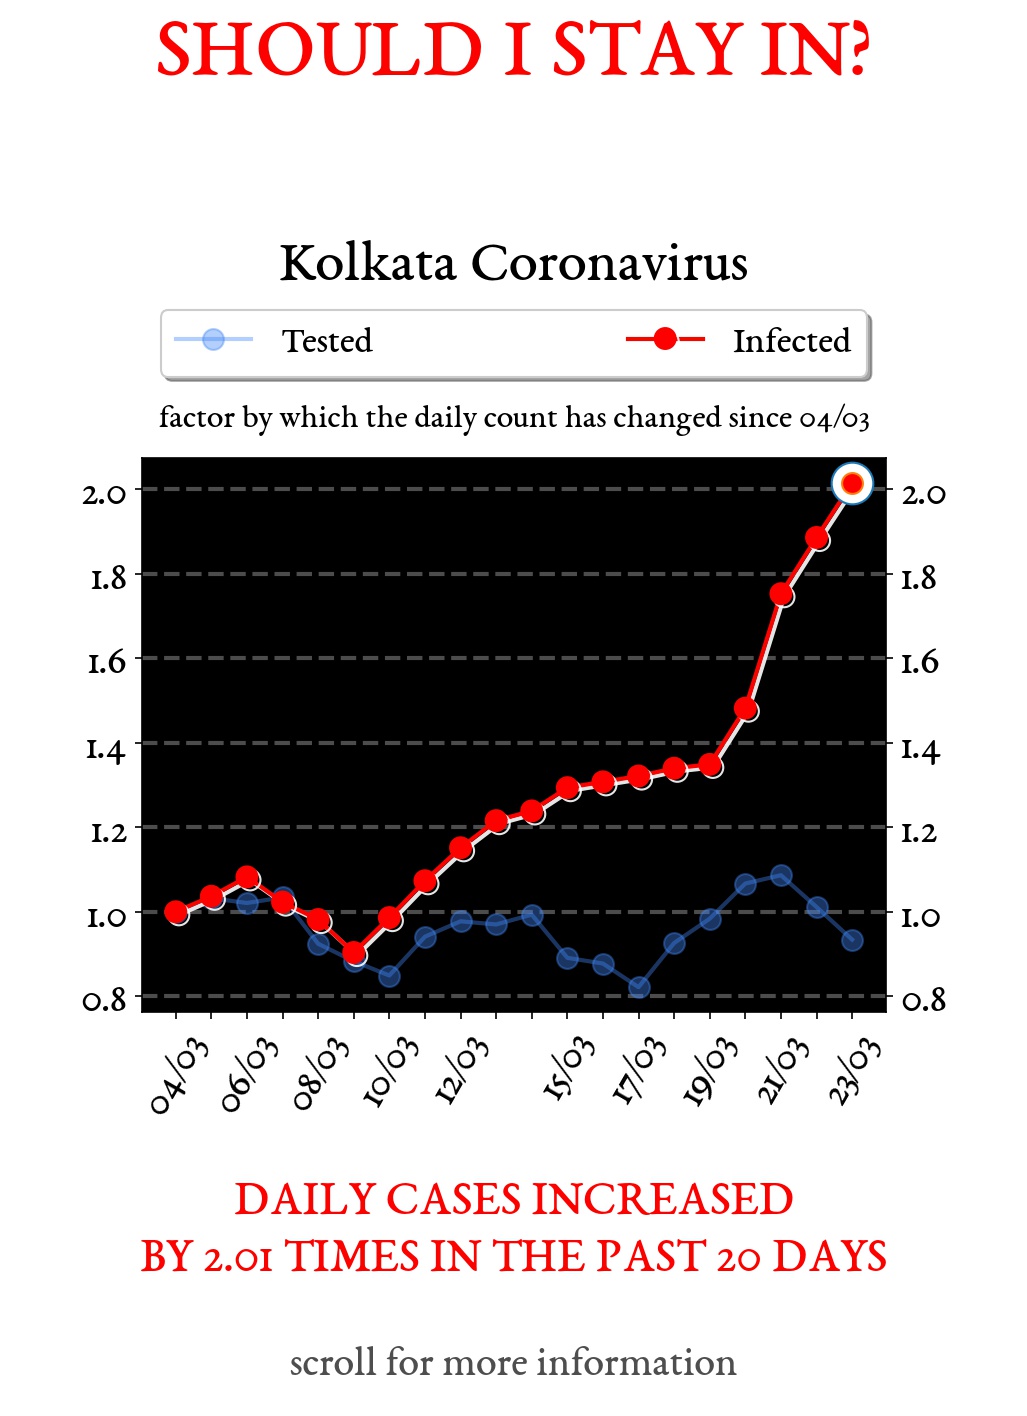 SHOULD I STAY IN?
Kolkata Coronavirus
Tested Infected
factor by which the daily count has changed since 04/03
2.0 2.0
1.8 1.8
1.6 1.6
1.4 1.4
1.2 1.2
1.0 1.0
0.8 0.8
04/03 06/03 08/03 10/03 12/03 15/03 17/03 19/03 21/03 23/03
DAILY CASES INCREASED
BY 2.01 TIMES IN THE PAST 20 DAYS
scroll for more information